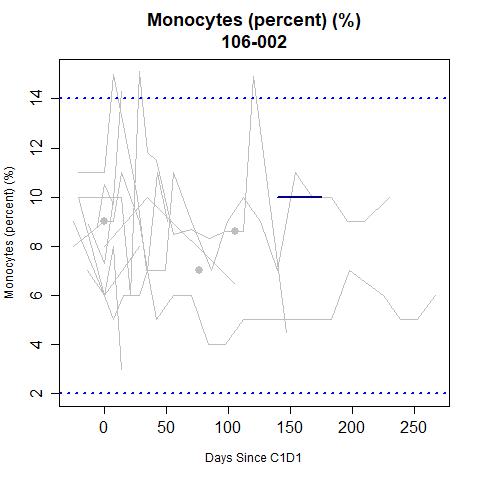 Monocytes (percent) (%)
106-002
Monocytes (percent) (%)
14
12
10
8
6
4
2
0 50 100 150 200 250
Days Since C1D1